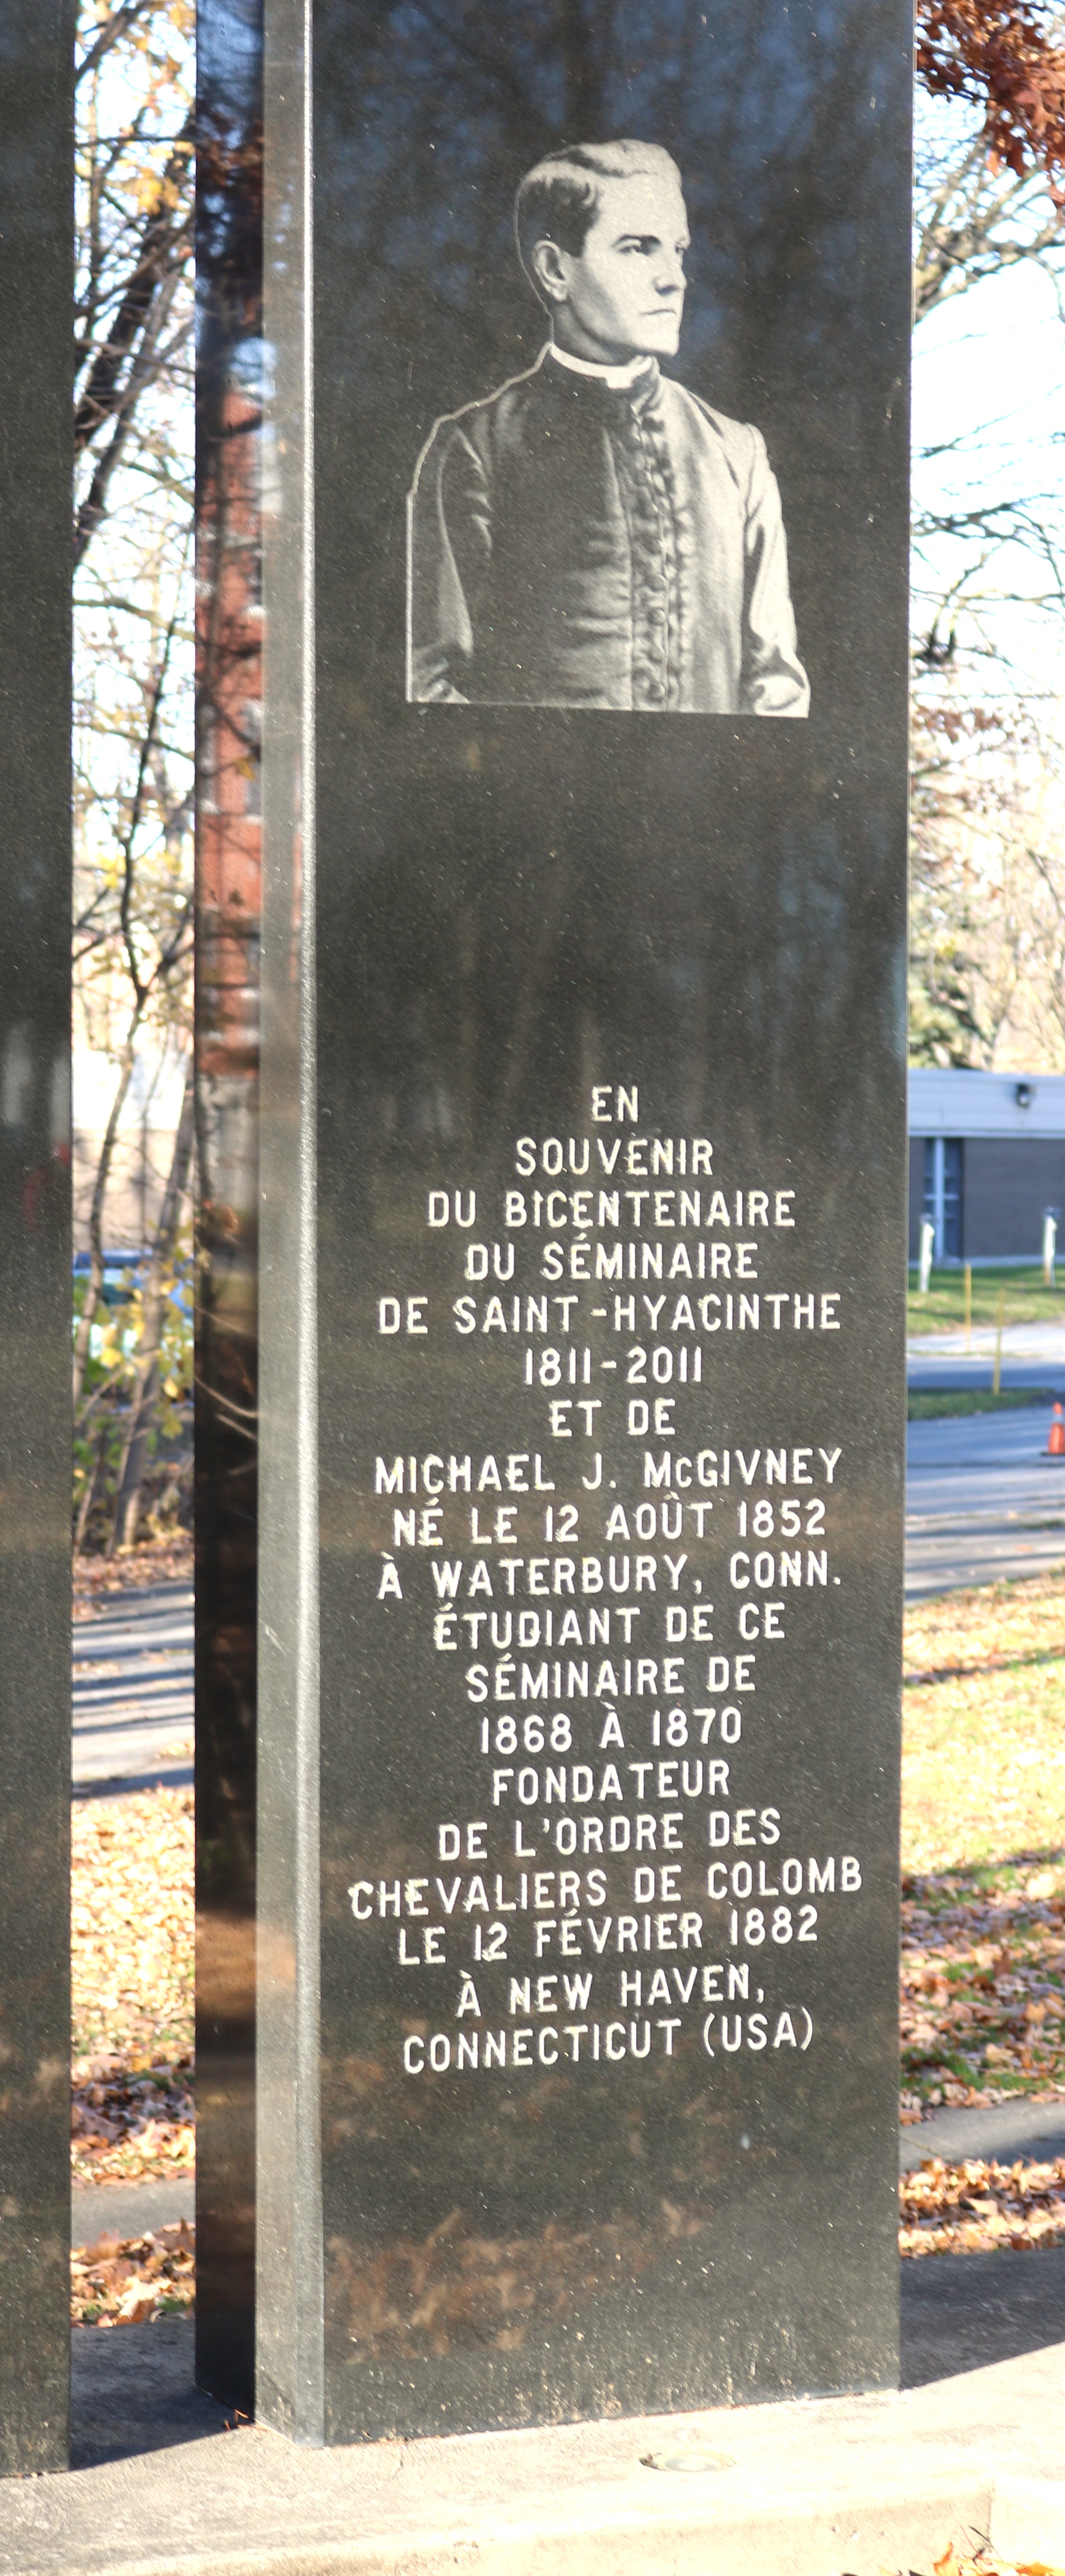 EN
SOUVENIR
DU BICENTENAIRE
DU SÉMINAIRE
DE SAINT-HYACINTHE
1811-2011
ET DE
MICHAEL J. McGIVNEY
NÉ LE 12 AOÛT 1852
À WATERBURY, CONN.
ÉTUDIANT DE CE
SÉMINAIRE DE
1868 À 1870
FONDATEUR
DE L'ORDRE DES
CHEVALIERS DE COLOMB
LE 12 FÉVRIER 1882
À NEW HAVEN,
CONNECTICUT (USA)